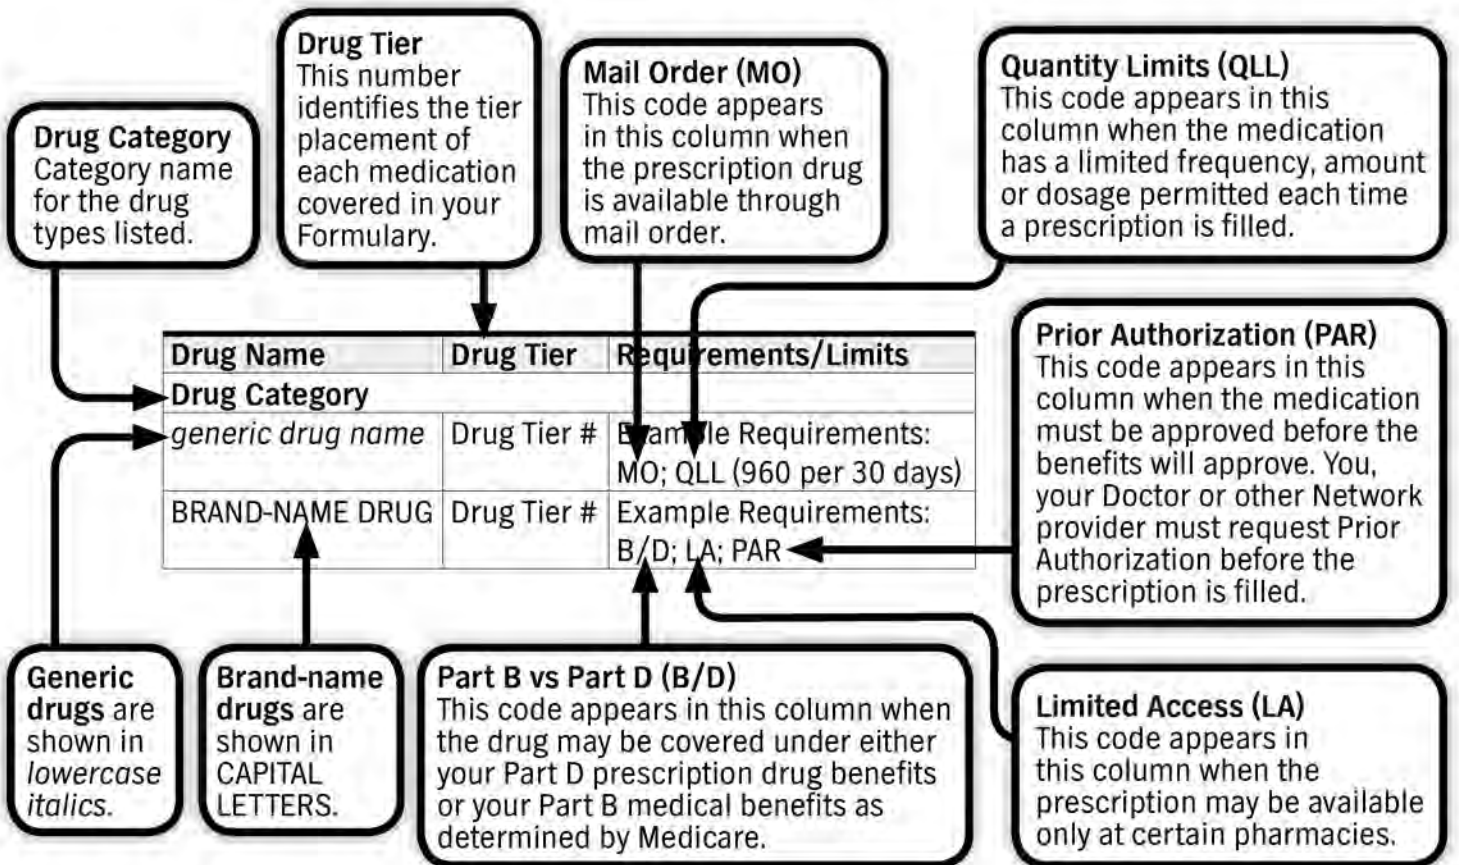 Drug Category
Category name
for the drug
types listed.
Drug Tier
This number
identifies the tier
placement of
each medication
covered in your
Formulary.
Mail Order (MO)
This code appears
in this column when
the prescription drug
is available through
mail order.
Quantity Limits (QLL)
This code appears in this
column when the medication
has a limited frequency, amount
or dosage permitted each time
a prescription is filled.
Drug Name Drug Tier Requirements/Limits
Drug Category
generic drug name Drug Tier # Example Requirements:
MO; QLL (960 per 30 days)
BRAND-NAME DRUG Drug Tier # Example Requirements:
B/D; LA; PAR
Prior Authorization (PAR)
This code appears in this
column when the medication
must be approved before the
benefits will approve. You,
your Doctor or other Network
provider must request Prior
Authorization before the
prescription is filled.
Generic
drugs are
shown in
lowercase
italics.
Brand-name
drugs are
shown in
CAPITAL
LETTERS.
Part B vs Part D (B/D)
This code appears in this column when
the drug may be covered under either
your Part D prescription drug benefits
or your Part B medical benefits as
determined by Medicare.
Limited Access (LA)
This code appears in
this column when the
prescription may be available
only at certain pharmacies.